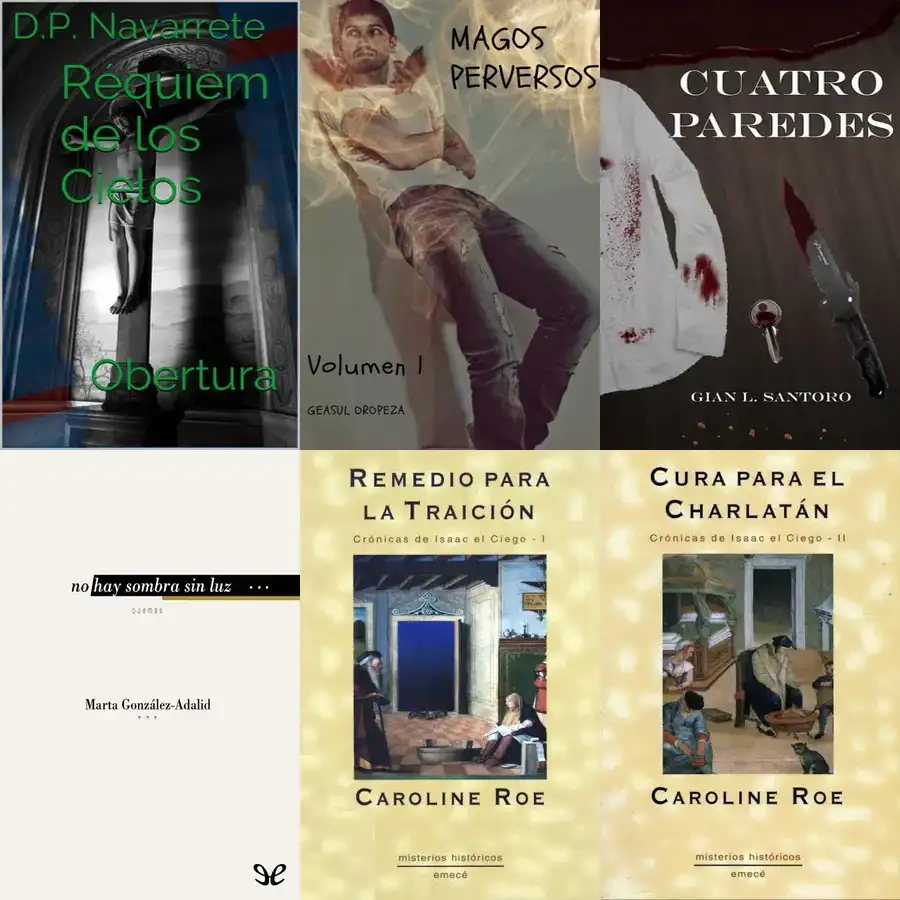 D.P. Navarrete
Réquiem
de los
Cielos
Obertura
MAGOS
PERVERSOS
Volumen 1
GEASUL OROPEZA
CUATRO
PAREDES
GIAN L. SANTORO
no hay sombra sin luz ...
poemas
Marta González-Adalid
REMEDIO PARA
LA TRAICIÓN
Crónicas de Isaac el Ciego - I
CAROLINE ROE
misterios históricos
emecé
CURA PARA EL
CHARLATÁN
Crónicas de Isaac el Ciego - II
CAROLINE ROE
misterios históricos
emecé